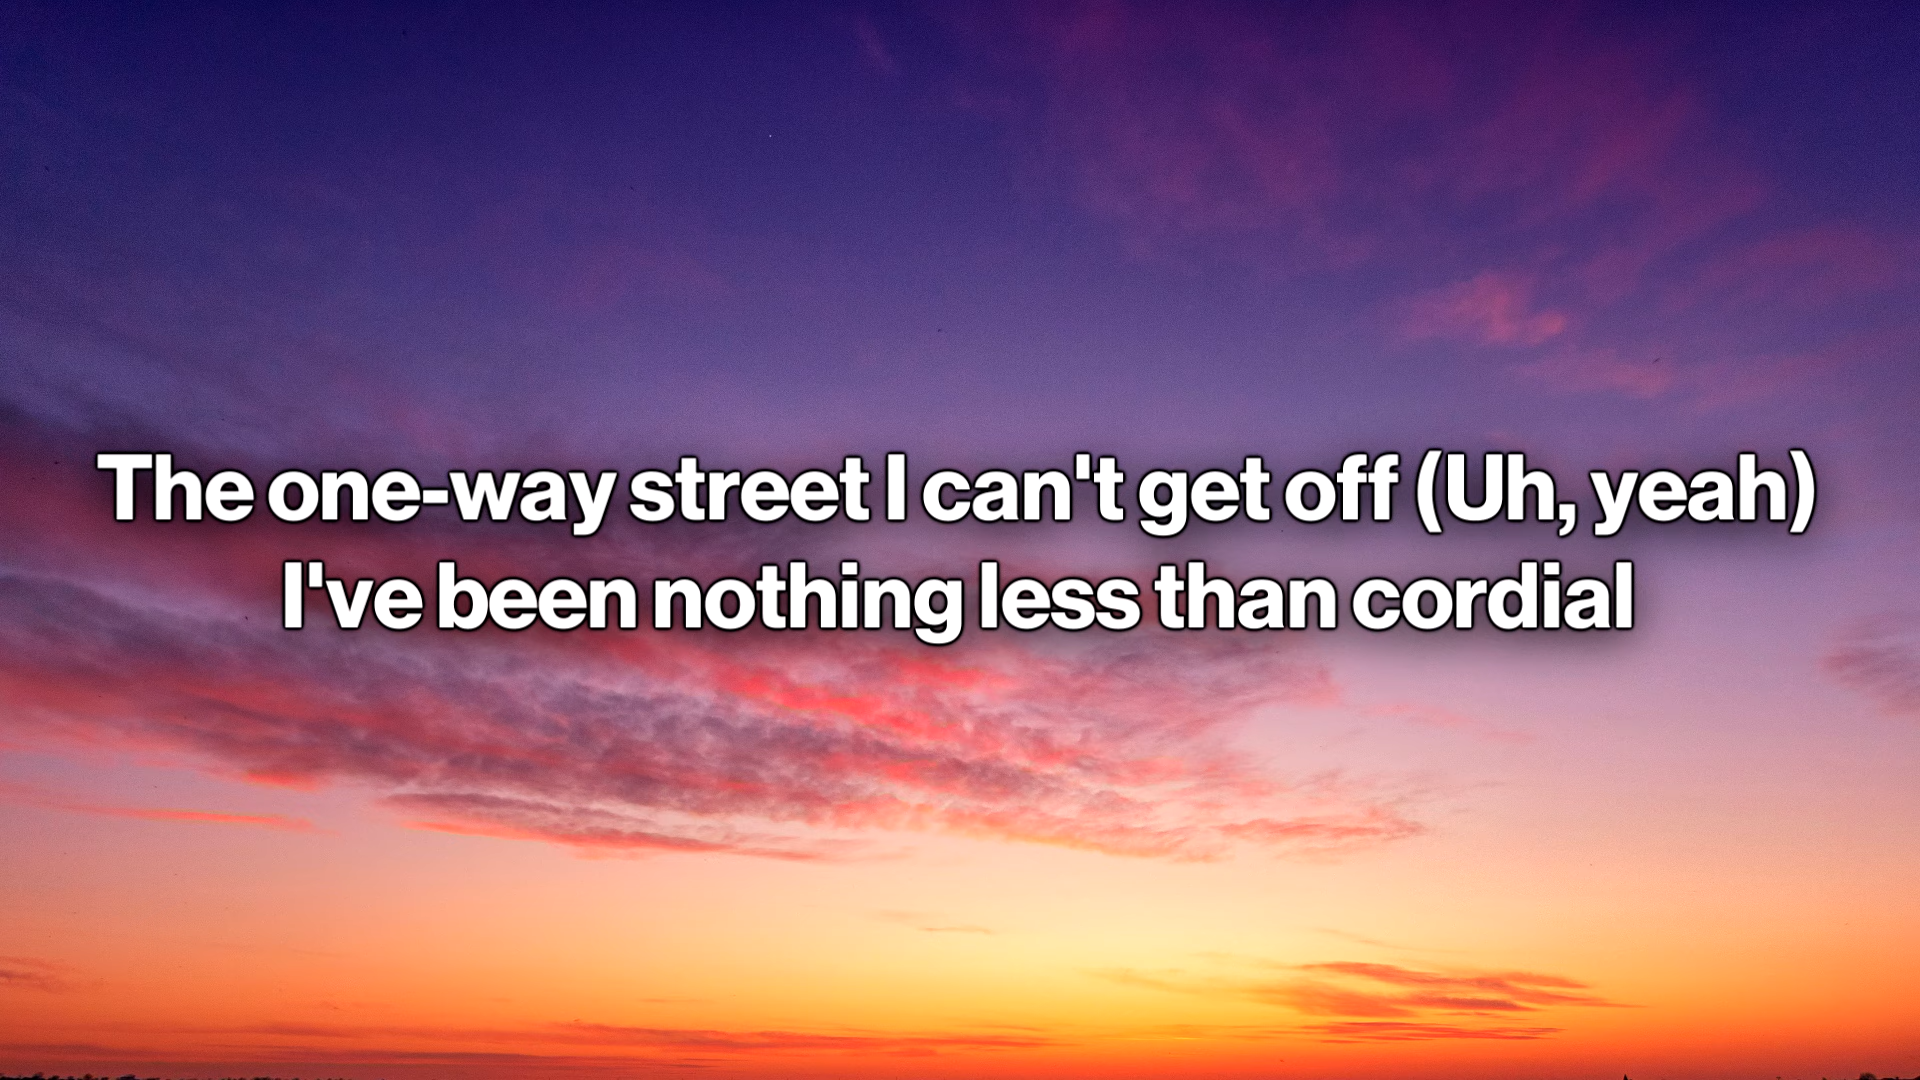 The one-way street I can't get off (Uh, yeah)
I've been nothing less than cordial